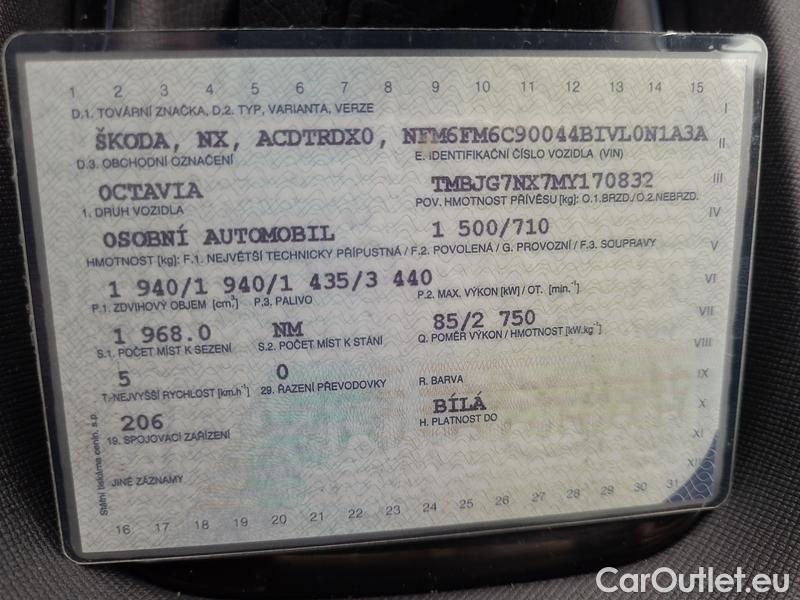 1 2 3 4 5 6 7 8 9 10 11 12 13 14 15
D.1. TOVÁRNÍ ZNAČKA, D.2. TYP, VARIANTA, VERZE I
ŠKODA, NX, ACDTRDX0, NFM6FM6C90044BIVL0N1A3A
D.3. OBCHODNÍ OZNAČENÍ E. IDENTIFIKAČNÍ ČÍSLO VOZIDLA (VIN) II
OCTAVIA TMBJG7NX7MY170832 III
1. DRUH VOZIDLA POV. HMOTNOST PŘÍVĚSU [kg]: O.1.BRZD./O.2.NEBRZD.
OSOBNÍ AUTOMOBIL 1 500/710 IV
HMOTNOST [kg]: F.1. NEJVĚTŠÍ TECHNICKY PŘÍPUSTNÁ / F.2. POVOLENÁ / G. PROVOZNÍ / F.3. SOUPRAVY V
1 940/1 940/1 435/3 440 VI
P.1. ZDVIHOVÝ OBJEM [cm³] P.3. PALIVO P.2. MAX. VÝKON [kW] / OT. [min.⁻¹]
1 968.0 NM 85/2 750 VII
S.1. POČET MÍST K SEZENÍ S.2. POČET MÍST K STÁNÍ Q. POMĚR VÝKON / HMOTNOST [kW.kg⁻¹] VIII
5 0
T. NEJVYŠŠÍ RYCHLOST [km.h⁻¹] 29. ŘAZENÍ PŘEVODOVKY R. BARVA IX
206 BÍLÁ X
19. SPOJOVACÍ ZAŘÍZENÍ H. PLATNOST DO
XI
JINÉ ZÁZNAMY XII
Státní tiskárna cenin, s.p.
16 17 18 19 20 21 22 23 24 25 26 27 28 29 30 31
CarOutlet.eu